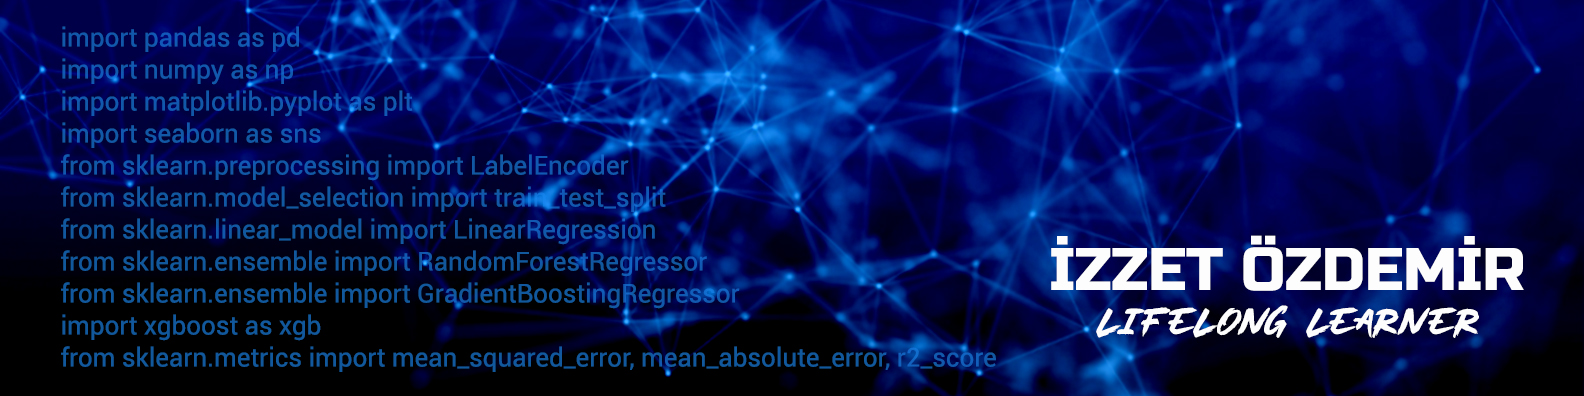 import pandas as pd
import numpy as np
import matplotlib.pyplot as plt
import seaborn as sns
from sklearn.preprocessing import LabelEncoder
from sklearn.model_selection import train_test_split
from sklearn.linear_model import LinearRegression
from sklearn.ensemble import RandomForestRegressor
from sklearn.ensemble import GradientBoostingRegressor
import xgboost as xgb
from sklearn.metrics import mean_squared_error, mean_absolute_error, r2_score
İZZET ÖZDEMİR
LIFELONG LEARNER